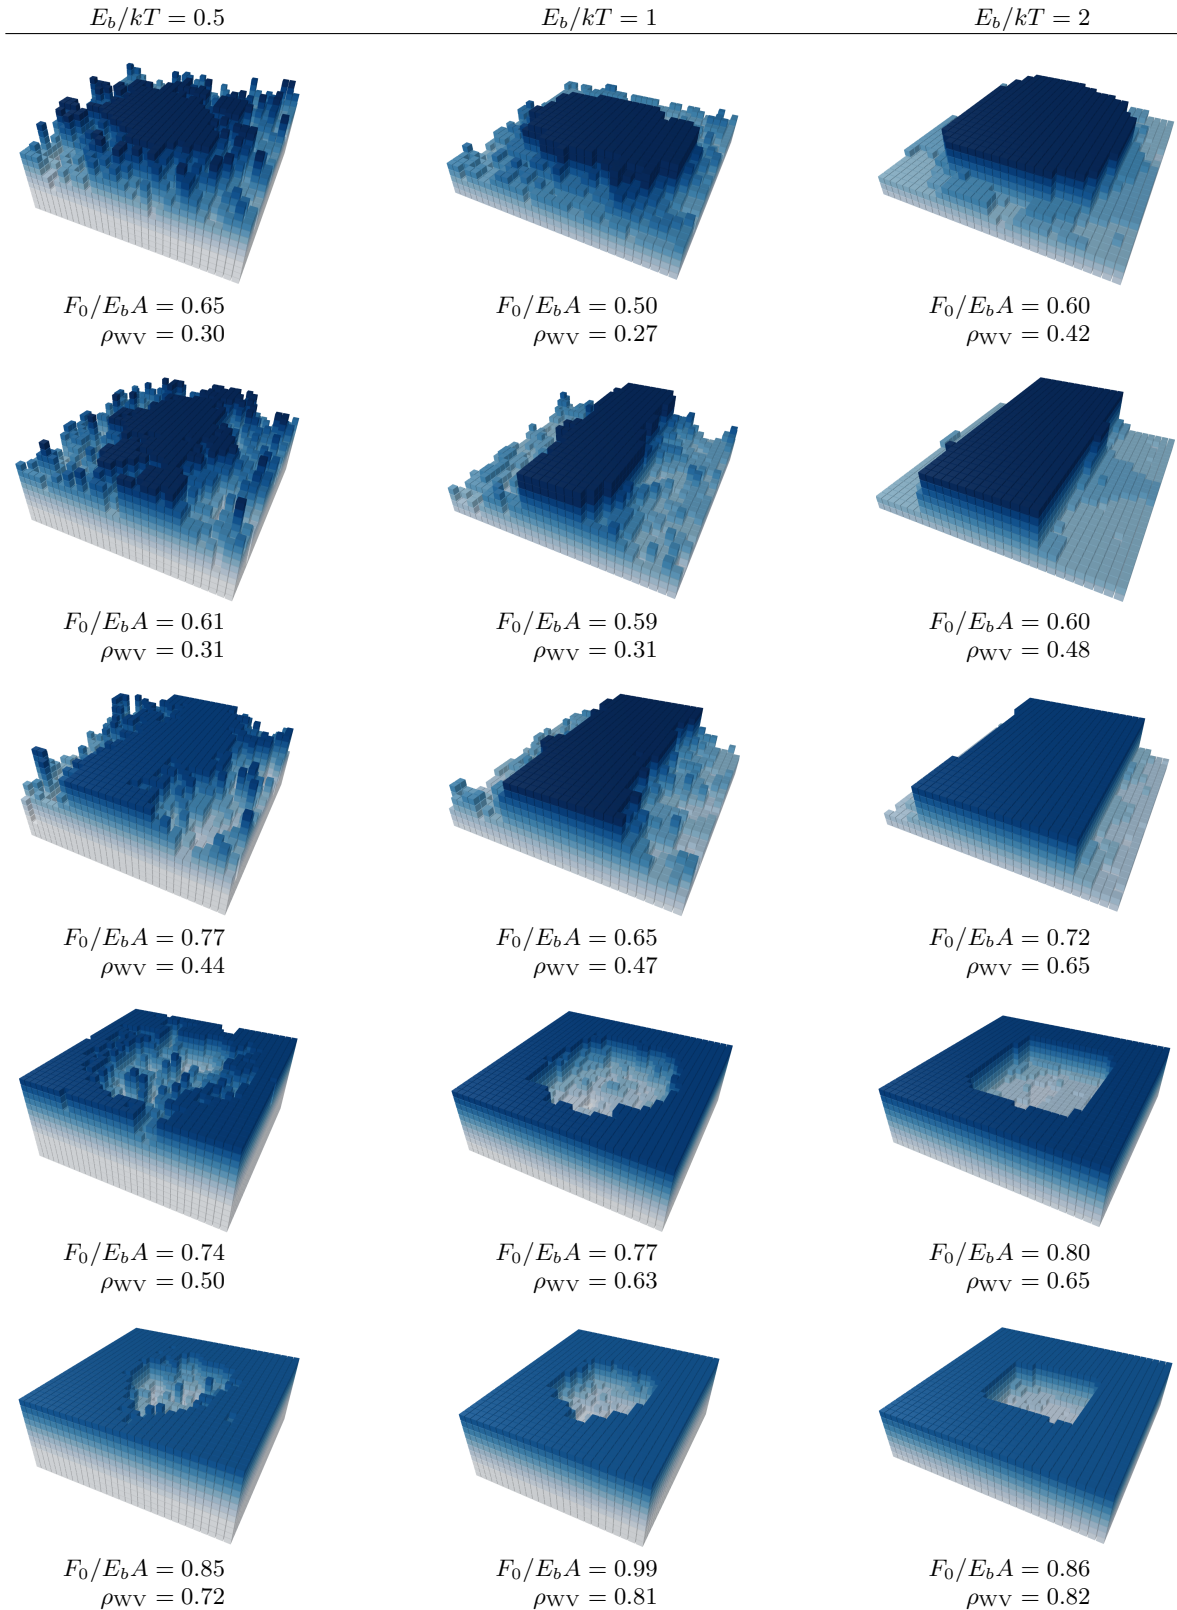 E_b/kT = 0.5 E_b/kT = 1 E_b/kT = 2
F_0/E_bA = 0.65 F_0/E_bA = 0.50 F_0/E_bA = 0.60
ρ_WV = 0.30 ρ_WV = 0.27 ρ_WV = 0.42
F_0/E_bA = 0.61 F_0/E_bA = 0.59 F_0/E_bA = 0.60
ρ_WV = 0.31 ρ_WV = 0.31 ρ_WV = 0.48
F_0/E_bA = 0.77 F_0/E_bA = 0.65 F_0/E_bA = 0.72
ρ_WV = 0.44 ρ_WV = 0.47 ρ_WV = 0.65
F_0/E_bA = 0.74 F_0/E_bA = 0.77 F_0/E_bA = 0.80
ρ_WV = 0.50 ρ_WV = 0.63 ρ_WV = 0.65
F_0/E_bA = 0.85 F_0/E_bA = 0.99 F_0/E_bA = 0.86
ρ_WV = 0.72 ρ_WV = 0.81 ρ_WV = 0.82